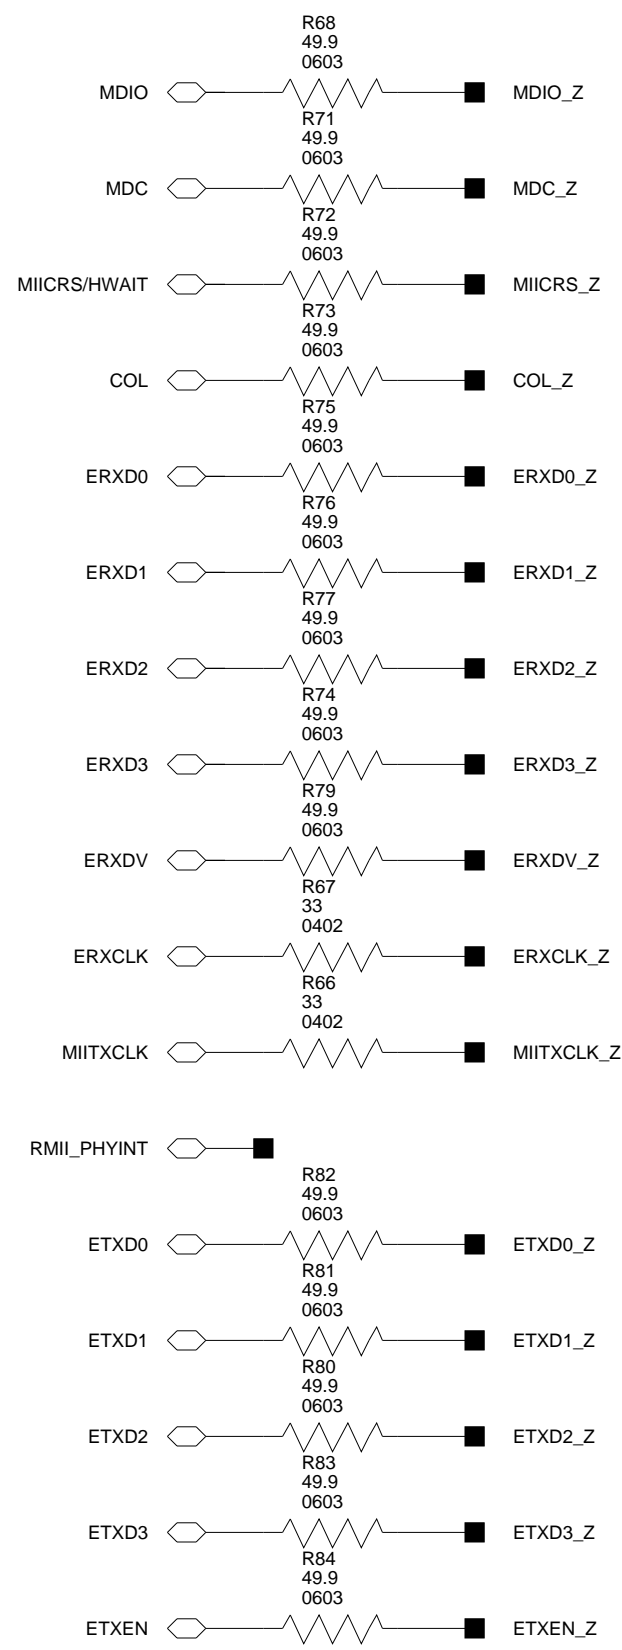 R68
49.9
0603
MDIO MDIO_Z
R71
49.9
0603
MDC MDC_Z
R72
49.9
0603
MIICRS/HWAIT MIICRS_Z
R73
49.9
0603
COL COL_Z
R75
49.9
0603
ERXD0 ERXD0_Z
R76
49.9
0603
ERXD1 ERXD1_Z
R77
49.9
0603
ERXD2 ERXD2_Z
R74
49.9
0603
ERXD3 ERXD3_Z
R79
49.9
0603
ERXDV ERXDV_Z
R67
33
0402
ERXCLK ERXCLK_Z
R66
33
0402
MIITXCLK MIITXCLK_Z
RMII_PHYINT
R82
49.9
0603
ETXD0 ETXD0_Z
R81
49.9
0603
ETXD1 ETXD1_Z
R80
49.9
0603
ETXD2 ETXD2_Z
R83
49.9
0603
ETXD3 ETXD3_Z
R84
49.9
0603
ETXEN ETXEN_Z